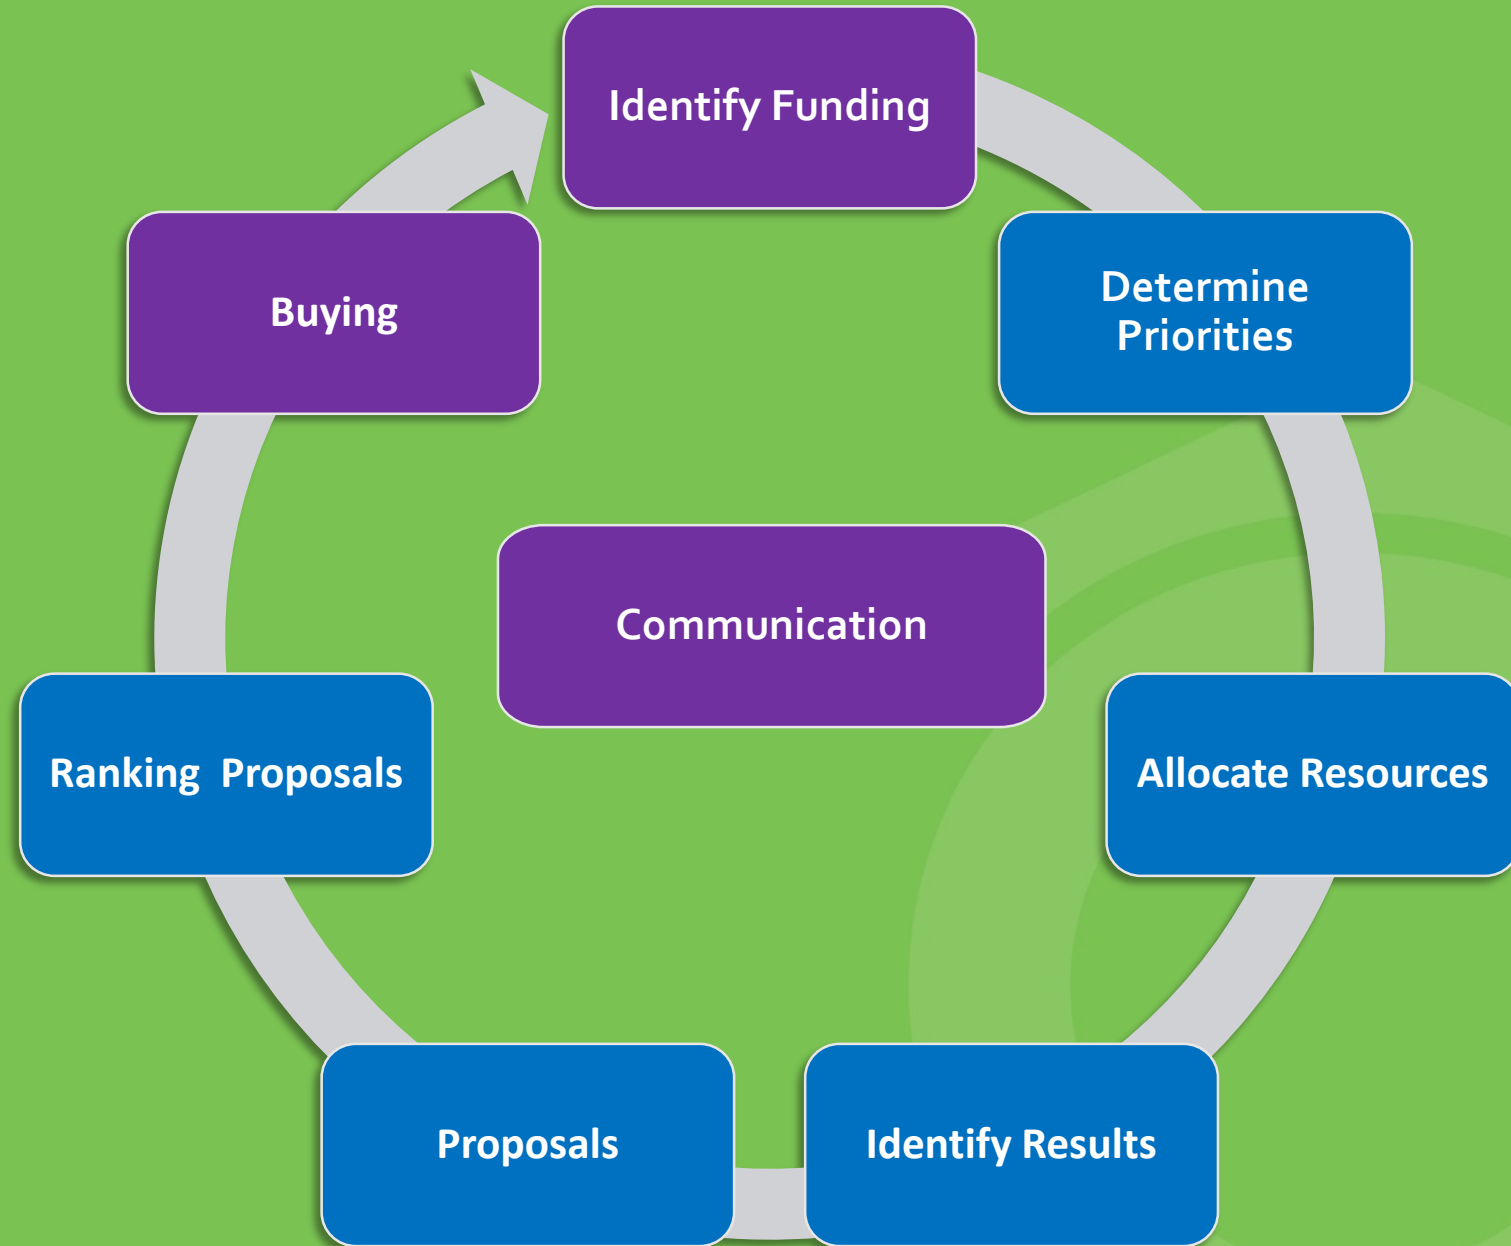 Identify Funding
Determine
Priorities
Allocate Resources
Identify Results
Proposals
Ranking  Proposals
Buying
Communication